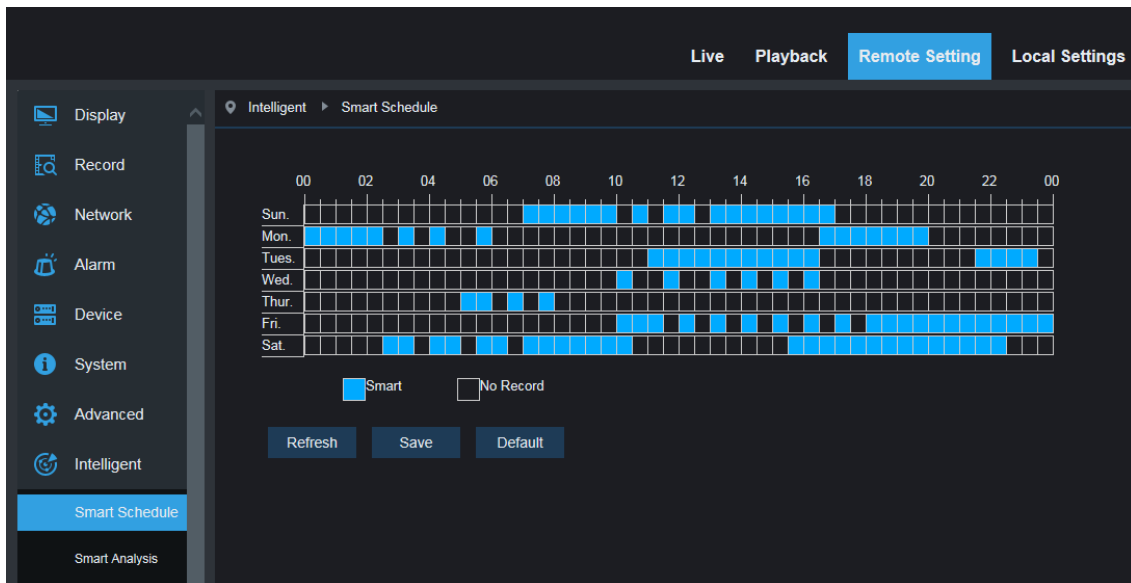 Live Playback Remote Setting Local Settings
Display
Record
Network
Alarm
Device
System
Advanced
Intelligent
Smart Schedule
Smart Analysis
Intelligent Smart Schedule
00 02 04 06 08 10 12 14 16 18 20 22 00
Sun.
Mon.
Tues.
Wed.
Thur.
Fri.
Sat.
Smart No Record
Refresh Save Default